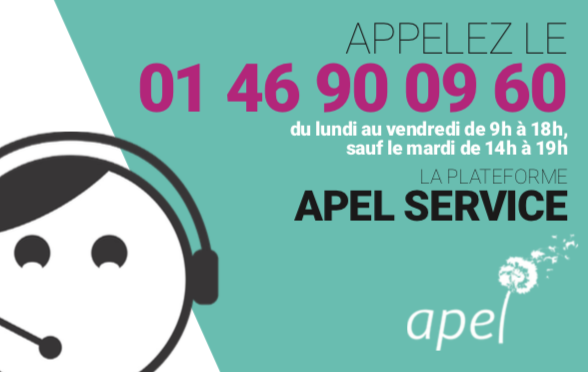 APPELEZ LE
01 46 90 09 60
du lundi au vendredi de 9h à 18h,
sauf le mardi de 14h à 19h
LA PLATEFORME
APEL SERVICE
apel